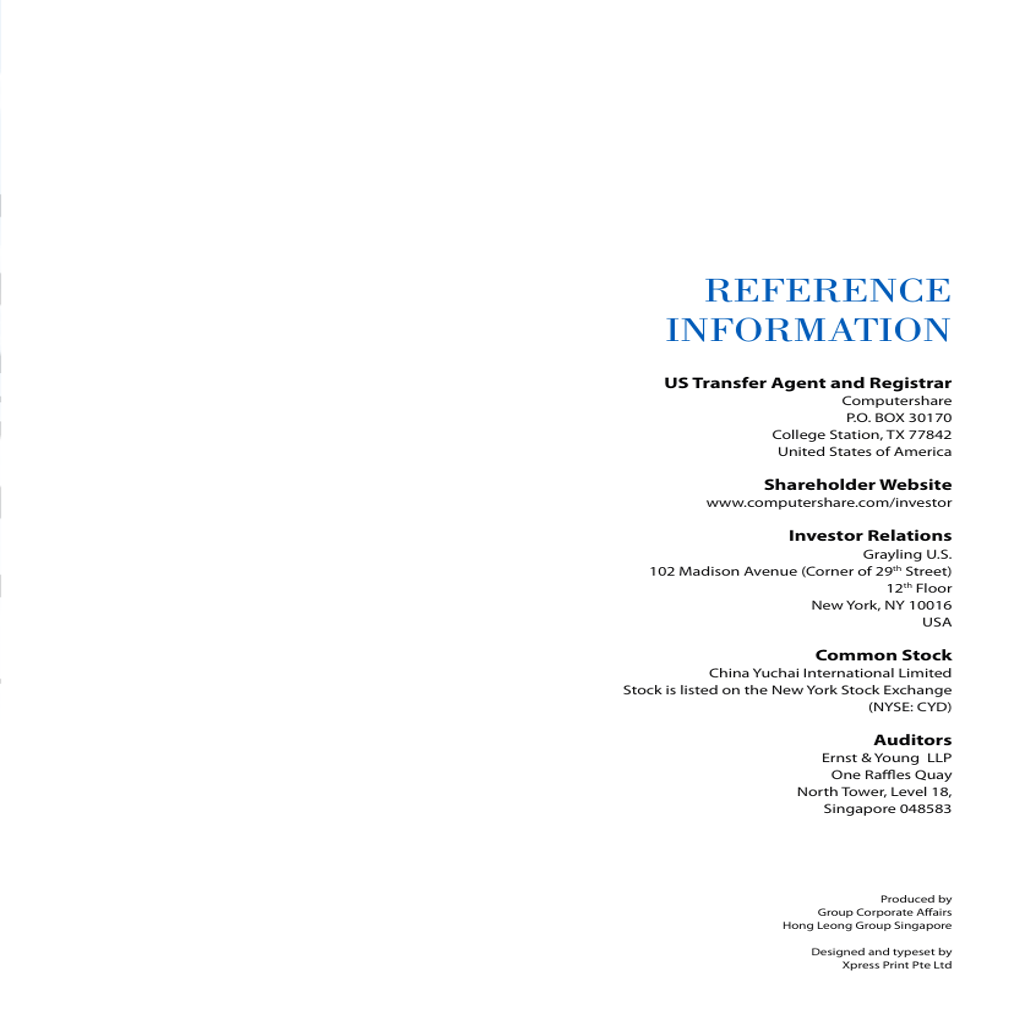 REFERENCE
INFORMATION
US Transfer Agent and Registrar
Computershare
P.O. BOX 30170
College Station, TX 77842
United States of America
Shareholder Website
www.computershare.com/investor
Investor Relations
Grayling U.S.
102 Madison Avenue (Corner of 29th Street)
12th Floor
New York, NY 10016
USA
Common Stock
China Yuchai International Limited
Stock is listed on the New York Stock Exchange
(NYSE: CYD)
Auditors
Ernst & Young  LLP
One Raffles Quay
North Tower, Level 18,
Singapore 048583
Produced by
Group Corporate Affairs
Hong Leong Group Singapore
Designed and typeset by
Xpress Print Pte Ltd